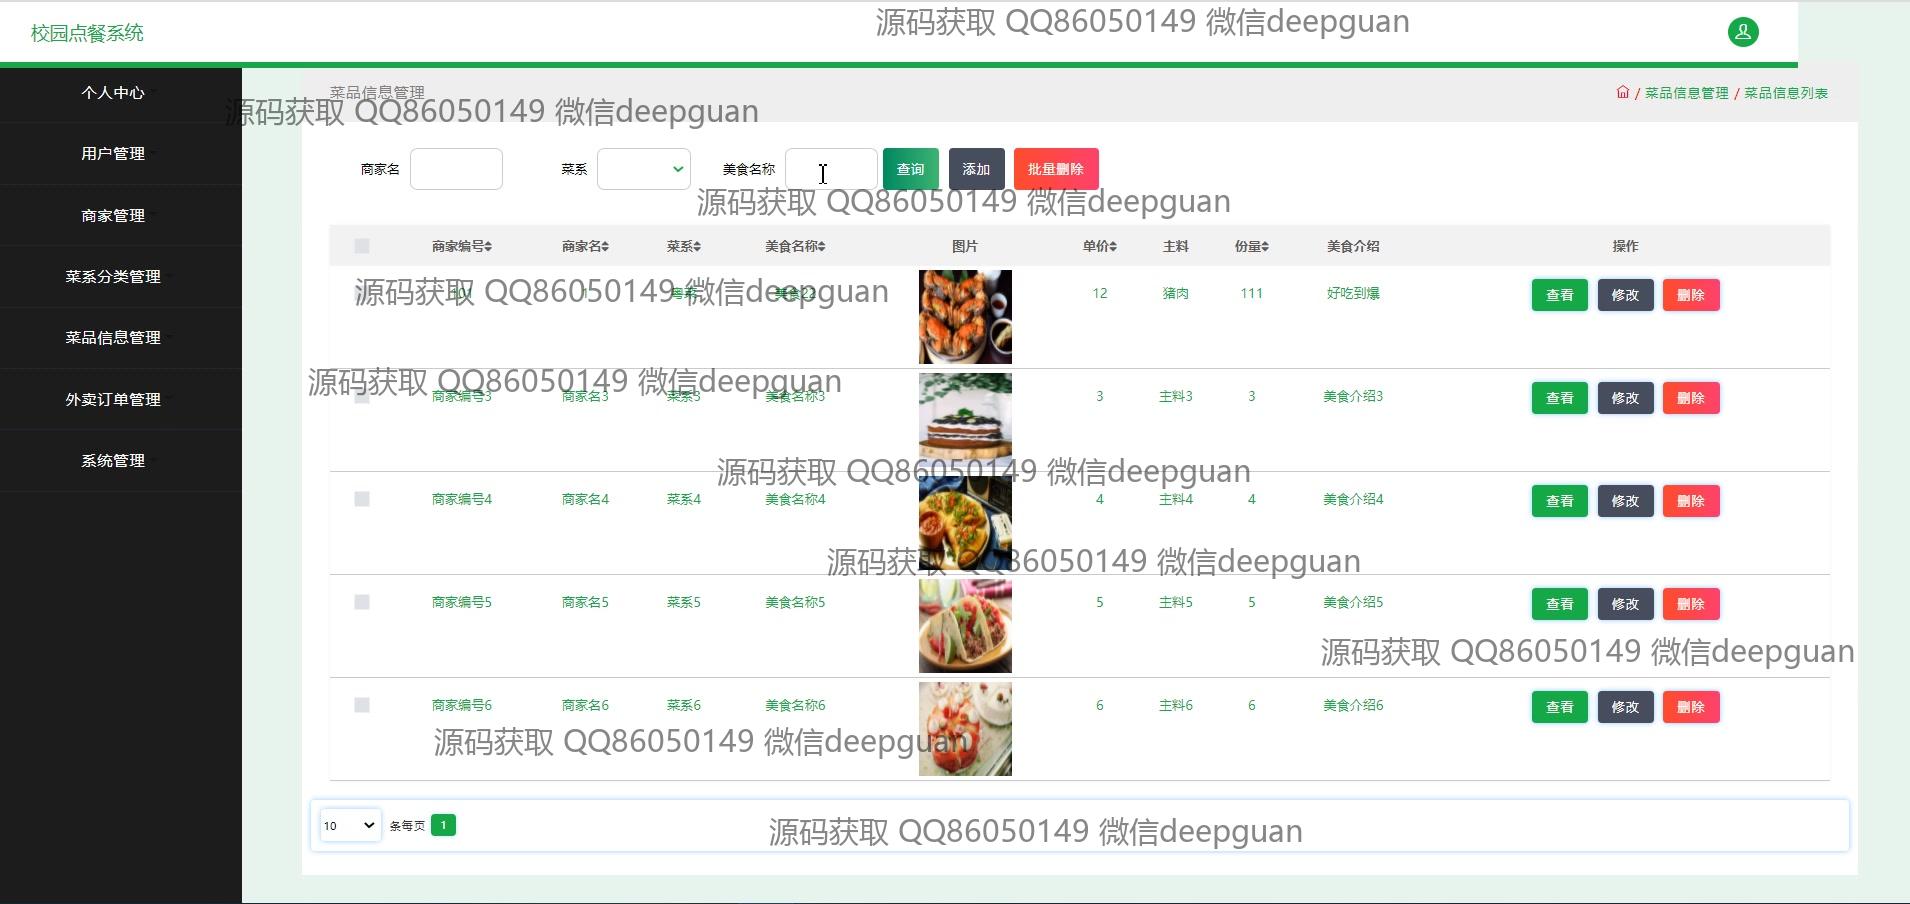 源码获取 QQ86050149 微信deepguan
校园点餐系统
个人中心
用户管理
商家管理
菜系分类管理
菜品信息管理
外卖订单管理
系统管理
菜品信息管理
/ 菜品信息管理 / 菜品信息列表
源码获取 QQ86050149 微信deepguan
商家名 菜系 美食名称 查询 添加 批量删除
源码获取 QQ86050149 微信deepguan
商家编号 商家名 菜系 美食名称 图片 单价 主料 份量 美食介绍 操作
101 1 粤菜 美食22 12 猪肉 111 好吃到爆 查看 修改 删除
源码获取 QQ86050149 微信deepguan
源码获取 QQ86050149 微信deepguan
商家编号3 商家名3 菜系3 美食名称3 3 主料3 3 美食介绍3 查看 修改 删除
源码获取 QQ86050149 微信deepguan
商家编号4 商家名4 菜系4 美食名称4 4 主料4 4 美食介绍4 查看 修改 删除
源码获取 QQ86050149 微信deepguan
商家编号5 商家名5 菜系5 美食名称5 5 主料5 5 美食介绍5 查看 修改 删除
源码获取 QQ86050149 微信deepguan
商家编号6 商家名6 菜系6 美食名称6 6 主料6 6 美食介绍6 查看 修改 删除
源码获取 QQ86050149 微信deepguan
10 条每页 1
源码获取 QQ86050149 微信deepguan